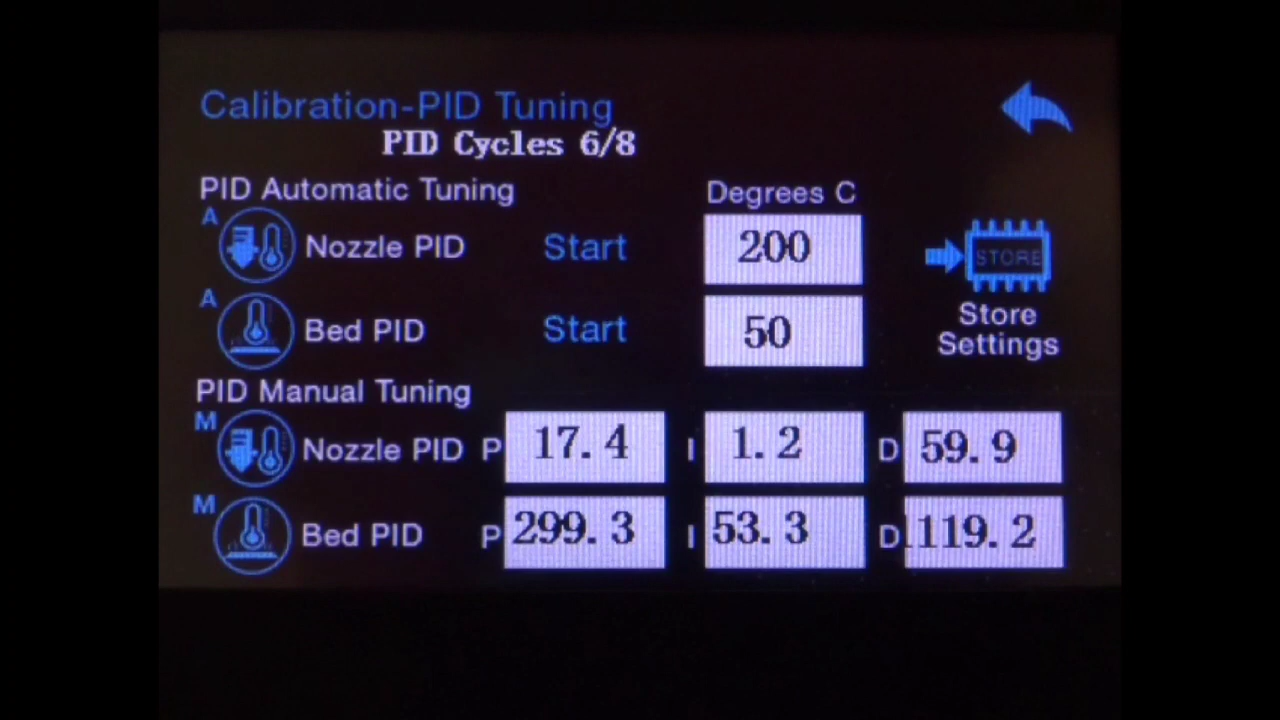 Calibration-PID Tuning
PID Cycles 6/8
PID Automatic Tuning Degrees C
A Nozzle PID Start 200
STORE
A Bed PID Start 50
Store
Settings
PID Manual Tuning
M Nozzle PID P 17.4 I 1.2 D 59.9
M Bed PID P 299.3 I 53.3 D 1119.2